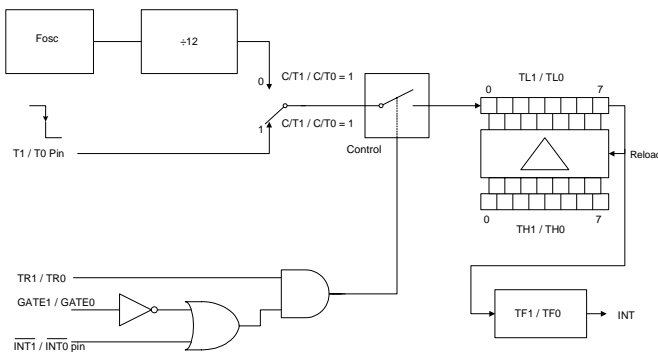 Fosc
÷12
0
C/T1 / C/T0 = 1
1
C/T1 / C/T0 = 1
T1 / T0 Pin
Control
TL1 / TL0
0 7
Reload
0 7
TH1 / TH0
TR1 / TR0
GATE1 / GATE0
INT1 / INT0 pin
TF1 / TF0
INT